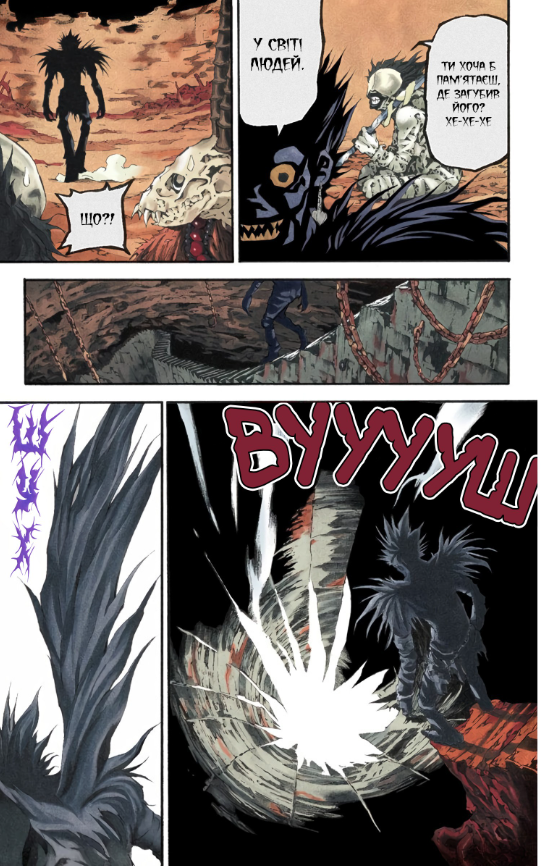 ТИ ХОЧА Б
ПАМ'ЯТАЄШ,
ДЕ ЗАГУБИВ
ЙОГО?
ХЕ-ХЕ-ХЕ
У СВІТІ
ЛЮДЕЙ.
ЩО?!
ВУУУУШ
ШУХ